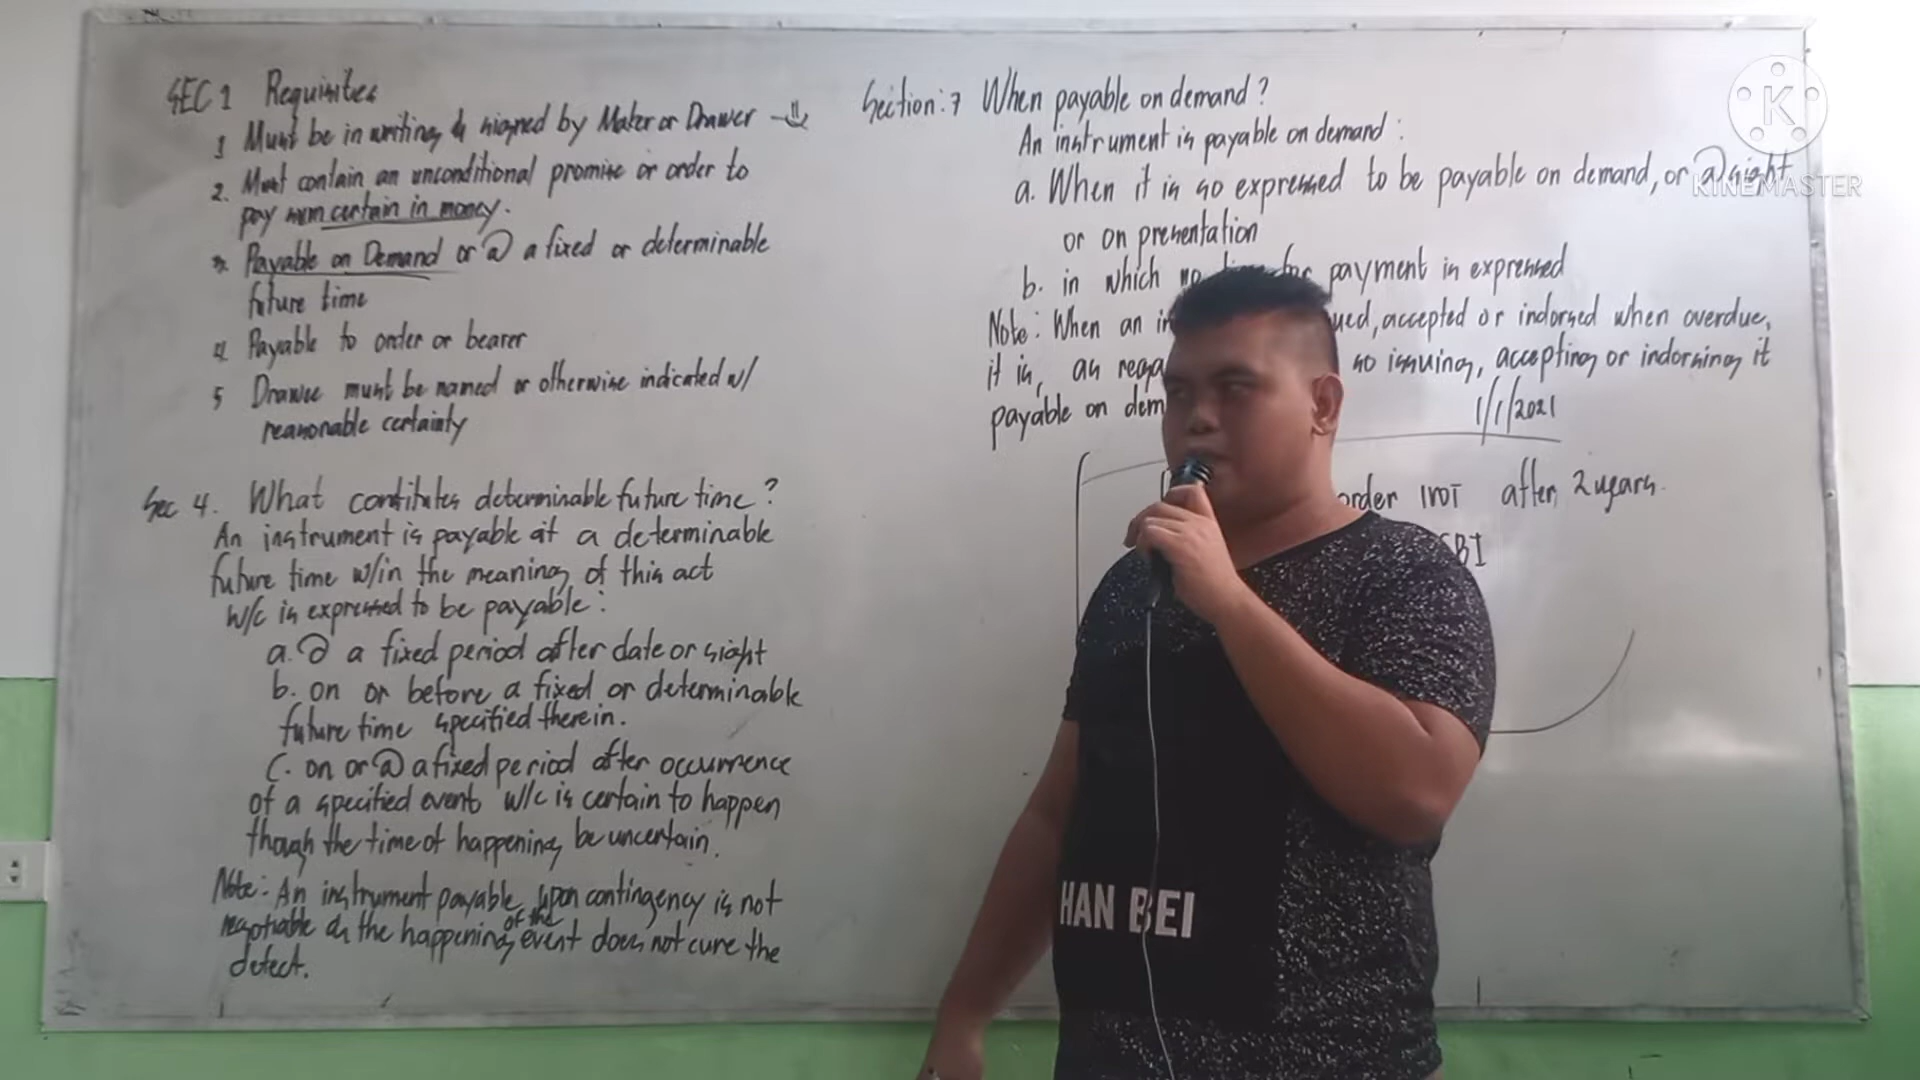 SEC 1 Requisites
1 Must be in writing & signed by Maker or Drawer
2. Must contain an unconditional promise or order to
pay sum certain in money.
3. Payable on Demand or @ a fixed or determinable
future time
4. Payable to order or bearer
5 Drawee must be named or otherwise indicated w/
reasonable certainty
Sec 4. What contitutes determinable future time?
An instrument is payable at a determinable
future time w/in the meaning of this act
w/c is expressed to be payable:
a. @ a fixed period after date or sight
b. on or before a fixed or determinable
future time specified therein.
C. on or @ a fixed period after occurrence
of a specified event w/c is certain to happen
though the time of happening be uncertain.
Note: An instrument payable upon contingency is not
negotiable & the happening of the event does not cure the
defect.
Section: 7 When payable on demand?
An instrument is payable on demand:
a. When it is so expressed to be payable on demand, or @ sight
or on presentation
b. in which no time for payment is expressed
Note: When an accepted or indorsed when overdue,
it is, as so issuing, accepting or indorsing it
payable on
1/1/2021
order after 2 years.
HAN BEI
K
KINEMASTER